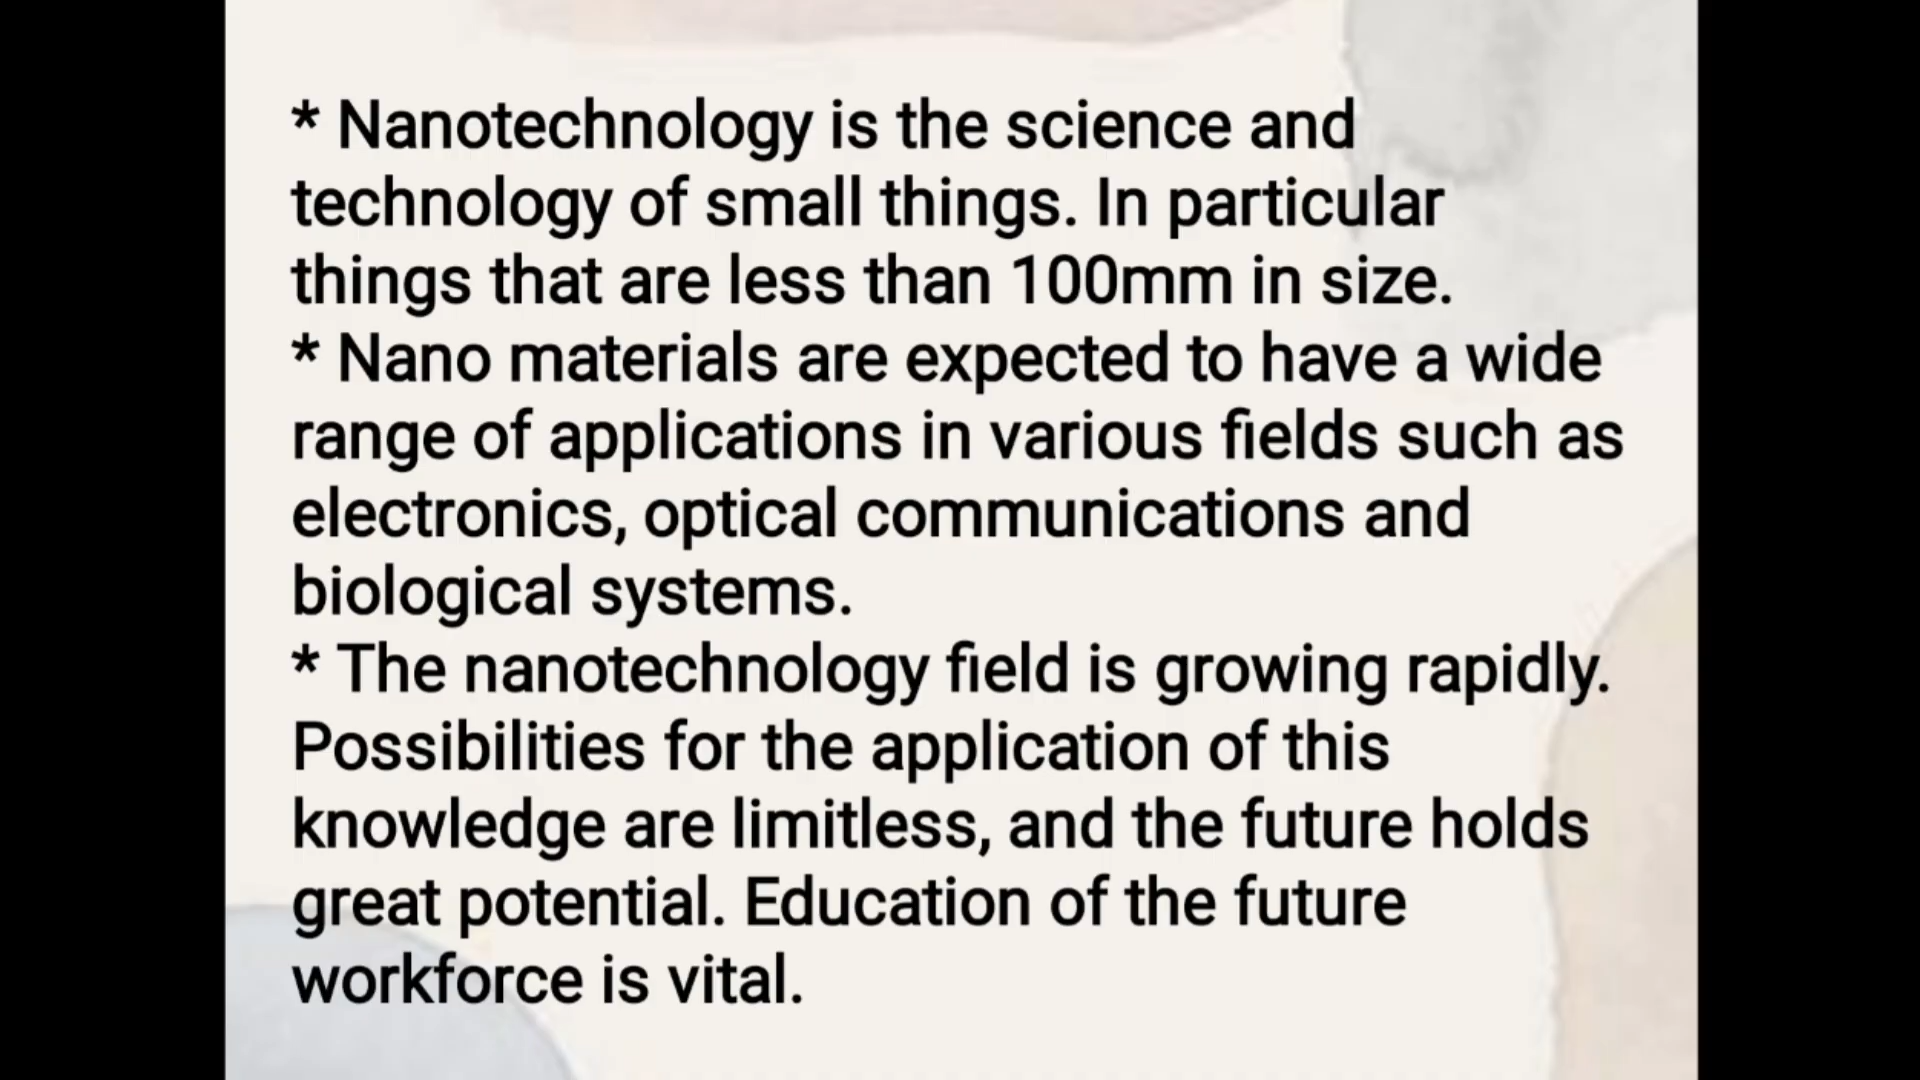 * Nanotechnology is the science and
technology of small things. In particular
things that are less than 100mm in size.
* Nano materials are expected to have a wide
range of applications in various fields such as
electronics, optical communications and
biological systems.
* The nanotechnology field is growing rapidly.
Possibilities for the application of this
knowledge are limitless, and the future holds
great potential. Education of the future
workforce is vital.